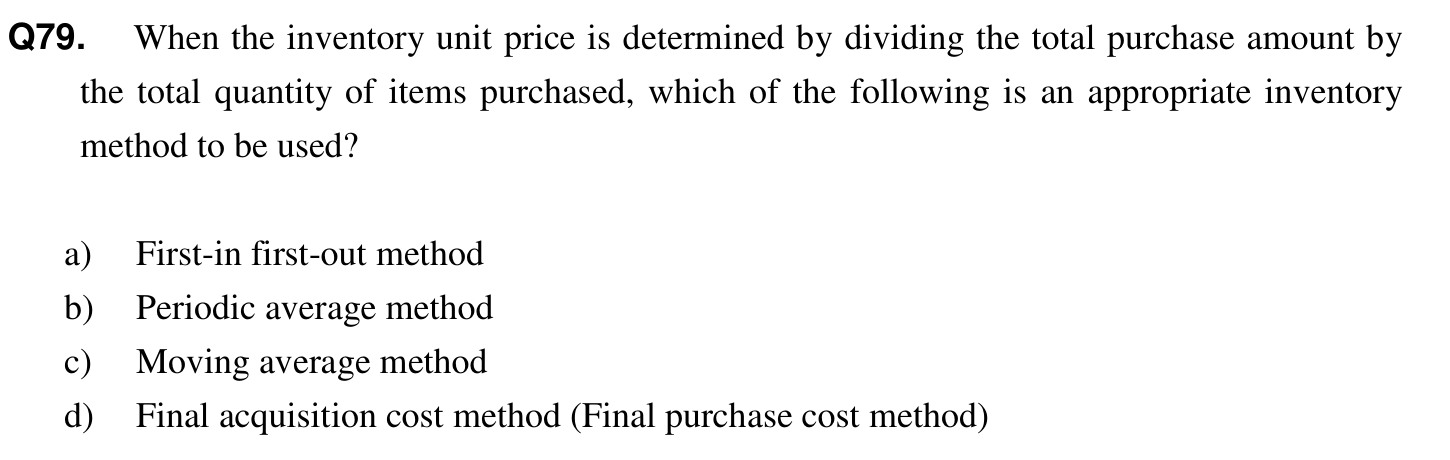 Q79. When the inventory unit price is determined by dividing the total purchase amount by
the total quantity of items purchased, which of the following is an appropriate inventory
method to be used?
a) First-in first-out method
b) Periodic average method
c) Moving average method
d) Final acquisition cost method (Final purchase cost method)